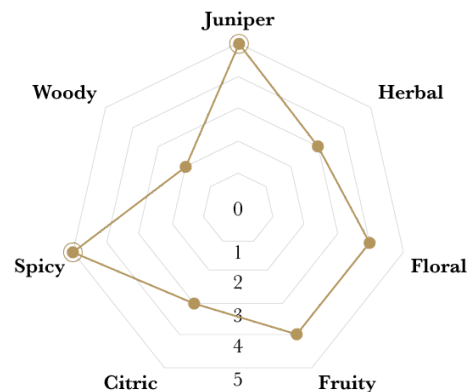 Juniper
Woody
Herbal
0
Spicy
Floral
1
2
3
4
5
Citric
Fruity